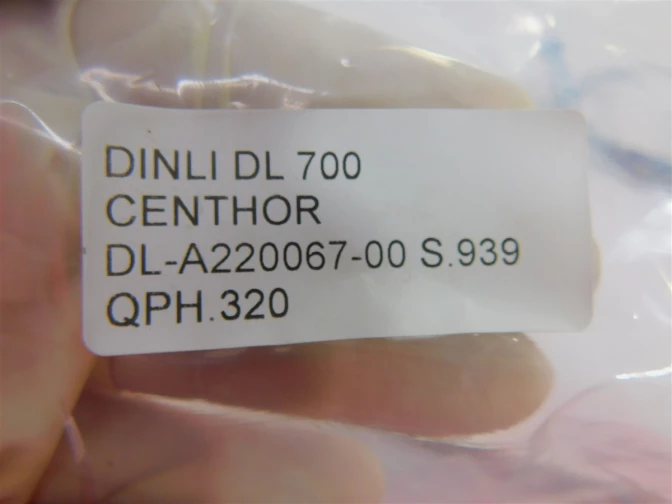 DINLI DL 700
CENTHOR
DL-A220067-00 S.939
QPH.320